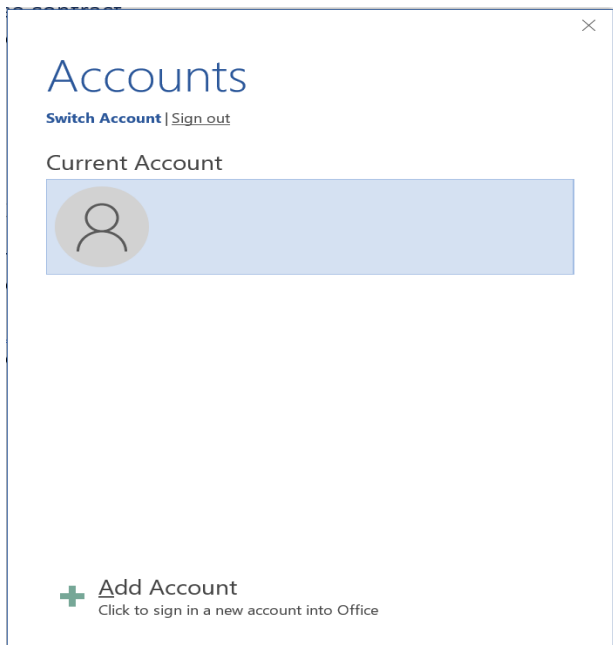 Accounts
Switch Account | Sign out
Current Account
Add Account
Click to sign in a new account into Office